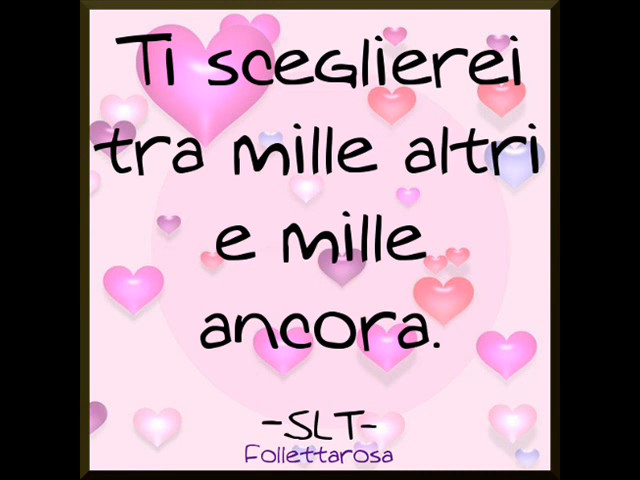 Ti sceglierei
tra mille altri
e mille
ancora.
-SLT-
Follettarosa